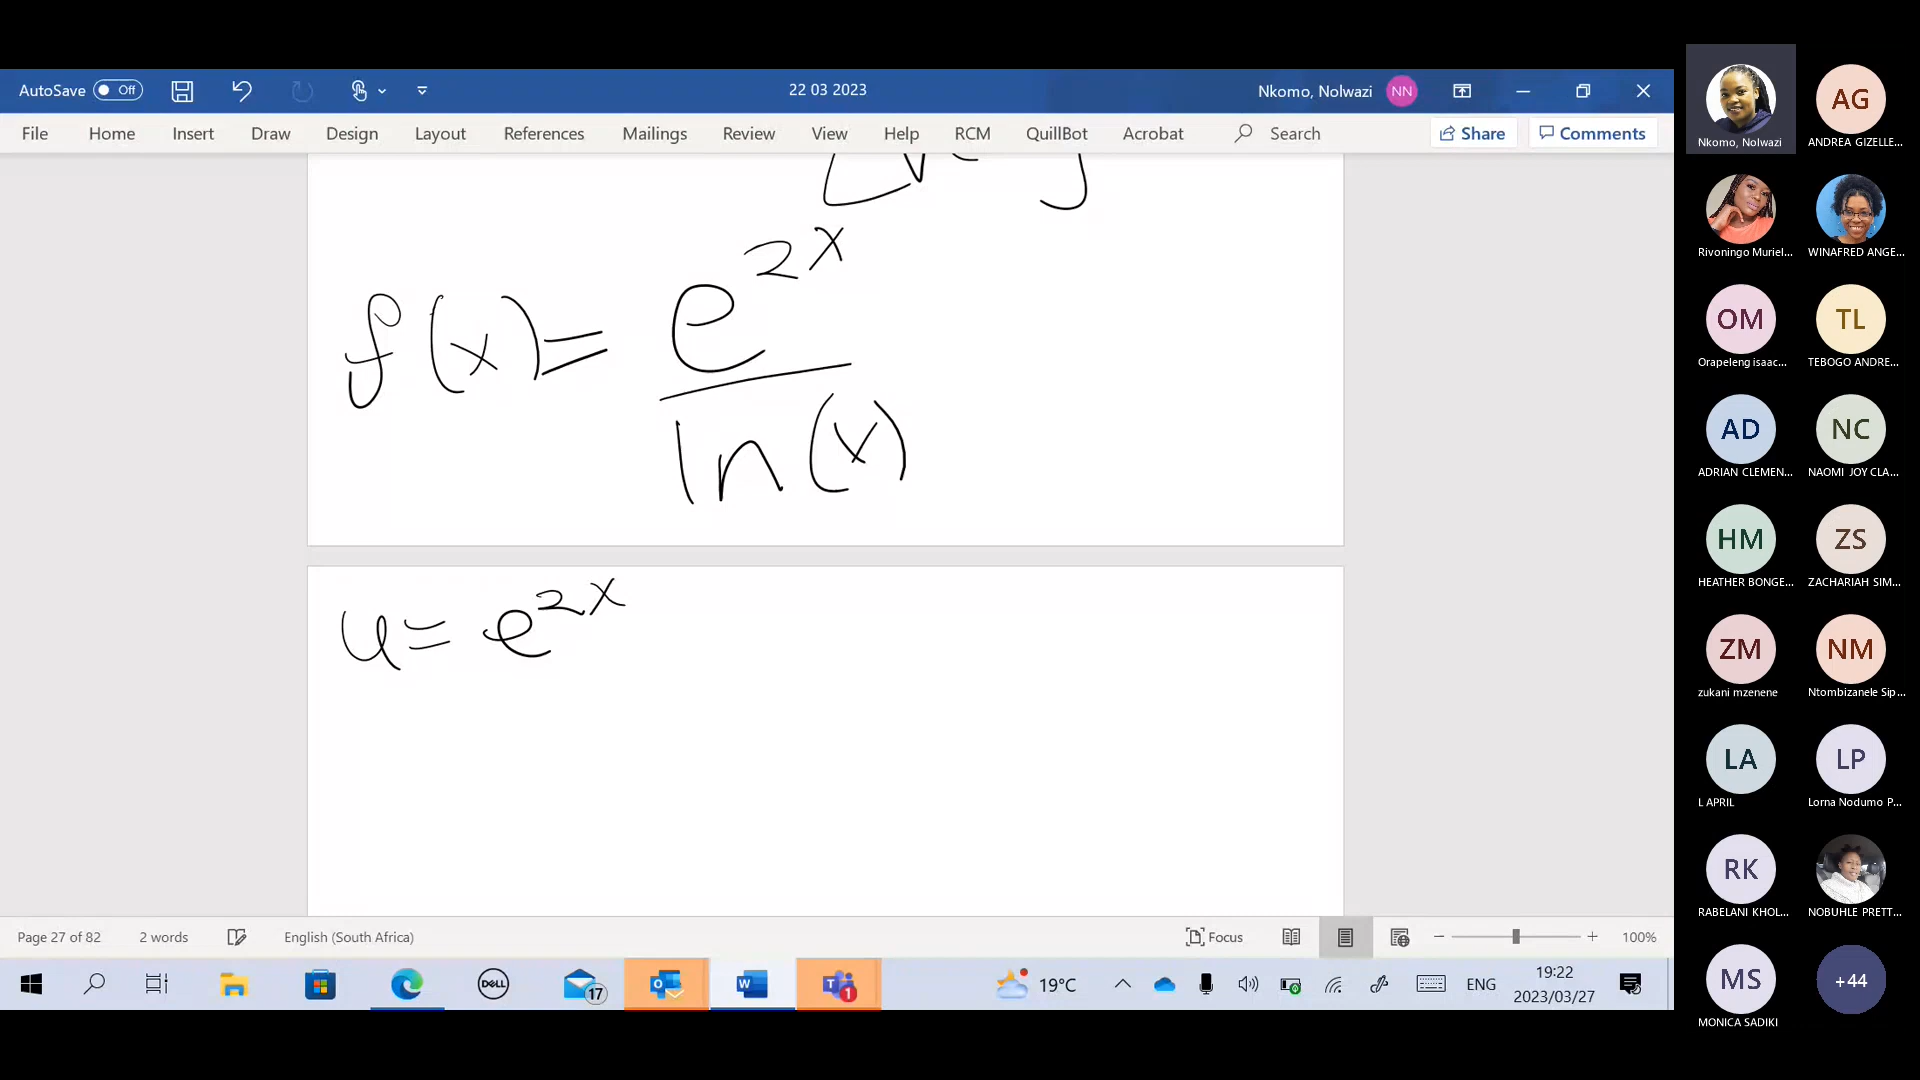 AutoSave Off
22 03 2023
Nkomo, Nolwazi NN
File Home Insert Draw Design Layout References Mailings Review View Help RCM QuillBot Acrobat Search Share Comments
f(x) = e^2x / ln(x)
u = e^2x
Page 27 of 82 2 words English (South Africa) Focus 100%
17
1
19°C ENG 19:22
2023/03/27
Nkomo, Nolwazi
AG
ANDREA GIZELLE...
Rivoningo Muriel...
WINAFRED ANGE...
OM
Orapeleng isaac...
TL
TEBOGO ANDRE...
AD
ADRIAN CLEMEN...
NC
NAOMI JOY CLA...
HM
HEATHER BONGE...
ZS
ZACHARIAH SIM...
ZM
zukani mzenene
NM
Ntombizanele Sip...
LA
L APRIL
LP
Lorna Nodumo P...
RK
RABELANI KHOL...
NOBUHLE PRETT...
MS
MONICA SADIKI
+44